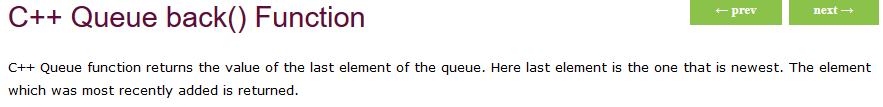 C++ Queue back() Function
← prev
next →
C++ Queue function returns the value of the last element of the queue. Here last element is the one that is newest. The element
which was most recently added is returned.